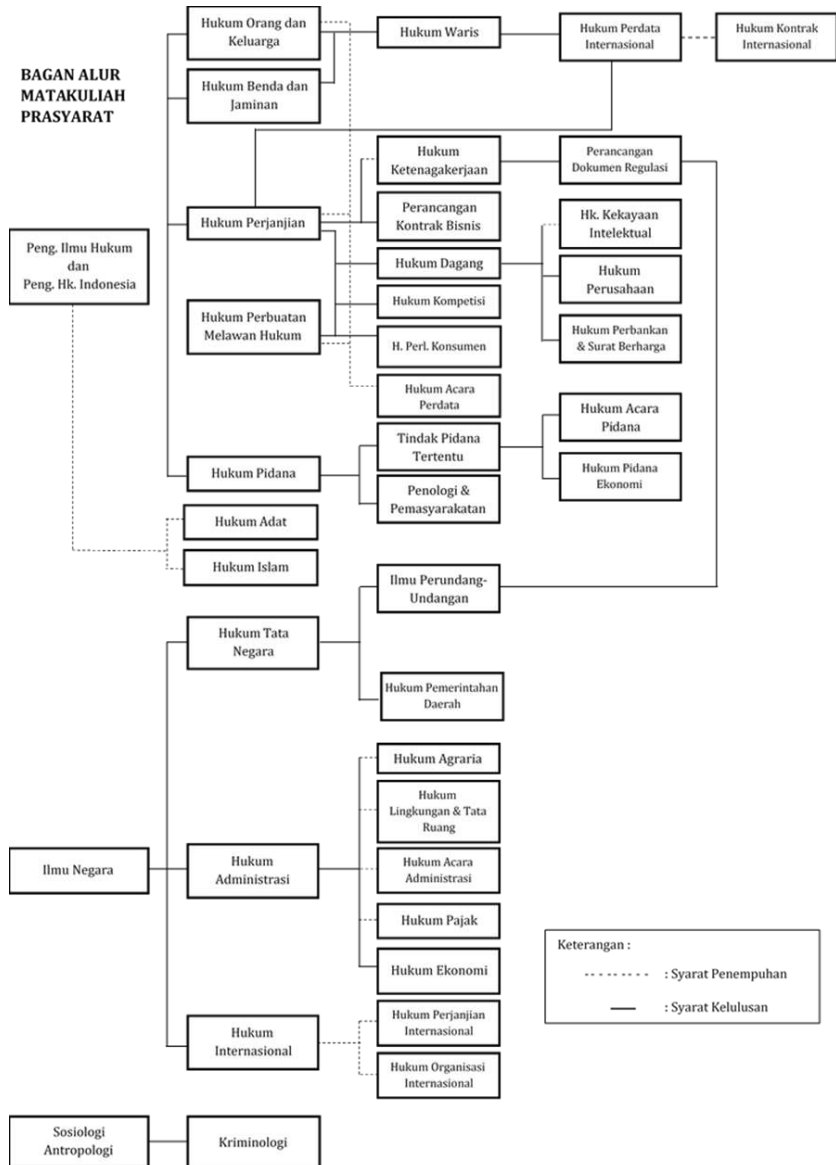 BAGAN ALUR
MATAKULIAH
PRASYARAT
Peng. Ilmu Hukum
dan
Peng. Hk. Indonesia
Hukum Orang dan
Keluarga
Hukum Benda dan
Jaminan
Hukum Waris
Hukum Perdata
Internasional
Hukum Kontrak
Internasional
Hukum Perjanjian
Hukum Perbuatan
Melawan Hukum
Hukum
Ketenagakerjaan
Perancangan
Dokumen Regulasi
Perancangan
Kontrak Bisnis
Hukum Dagang
Hukum Kompetisi
H. Perl. Konsumen
Hukum Acara
Perdata
Hk. Kekayaan
Intelektual
Hukum
Perusahaan
Hukum Perbankan
& Surat Berharga
Hukum Pidana
Tindak Pidana
Tertentu
Penologi &
Pemasyarakatan
Hukum Acara
Pidana
Hukum Pidana
Ekonomi
Hukum Adat
Hukum Islam
Ilmu Negara
Hukum Tata
Negara
Ilmu Perundang-
Undangan
Hukum Pemerintahan
Daerah
Hukum
Administrasi
Hukum Agraria
Hukum
Lingkungan & Tata
Ruang
Hukum Acara
Administrasi
Hukum Pajak
Hukum Ekonomi
Hukum
Internasional
Hukum Perjanjian
Internasional
Hukum Organisasi
Internasional
Sosiologi
Antropologi
Kriminologi
Keterangan :
: Syarat Penempuhan
: Syarat Kelulusan